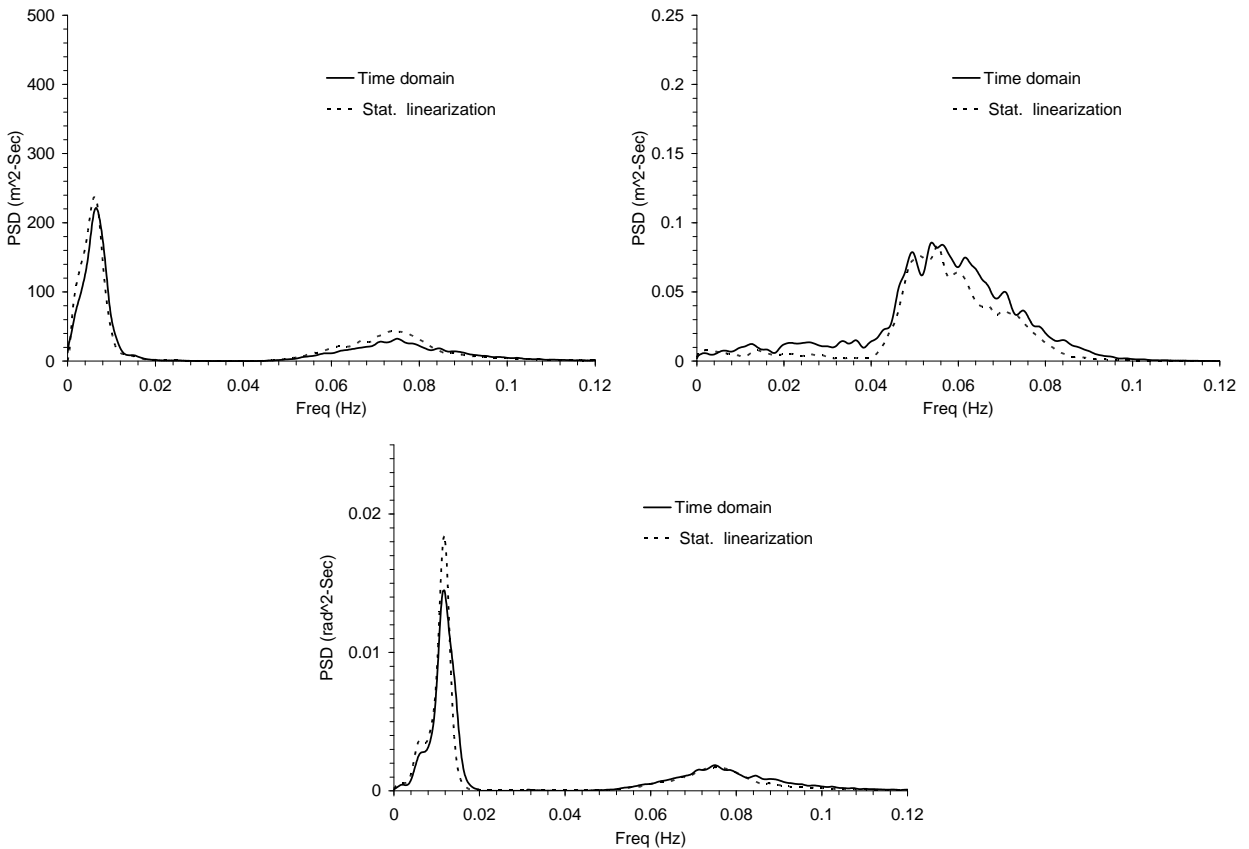 500
400
300
200
100
0
PSD (m^2-Sec)
Time domain
Stat. linearization
0 0.02 0.04 0.06 0.08 0.1 0.12
Freq (Hz)
0.25
0.2
0.15
0.1
0.05
0
PSD (m^2-Sec)
Time domain
Stat. linearization
0 0.02 0.04 0.06 0.08 0.1 0.12
Freq (Hz)
0.02
0.01
0
PSD (rad^2-Sec)
Time domain
Stat. linearization
0 0.02 0.04 0.06 0.08 0.1 0.12
Freq (Hz)